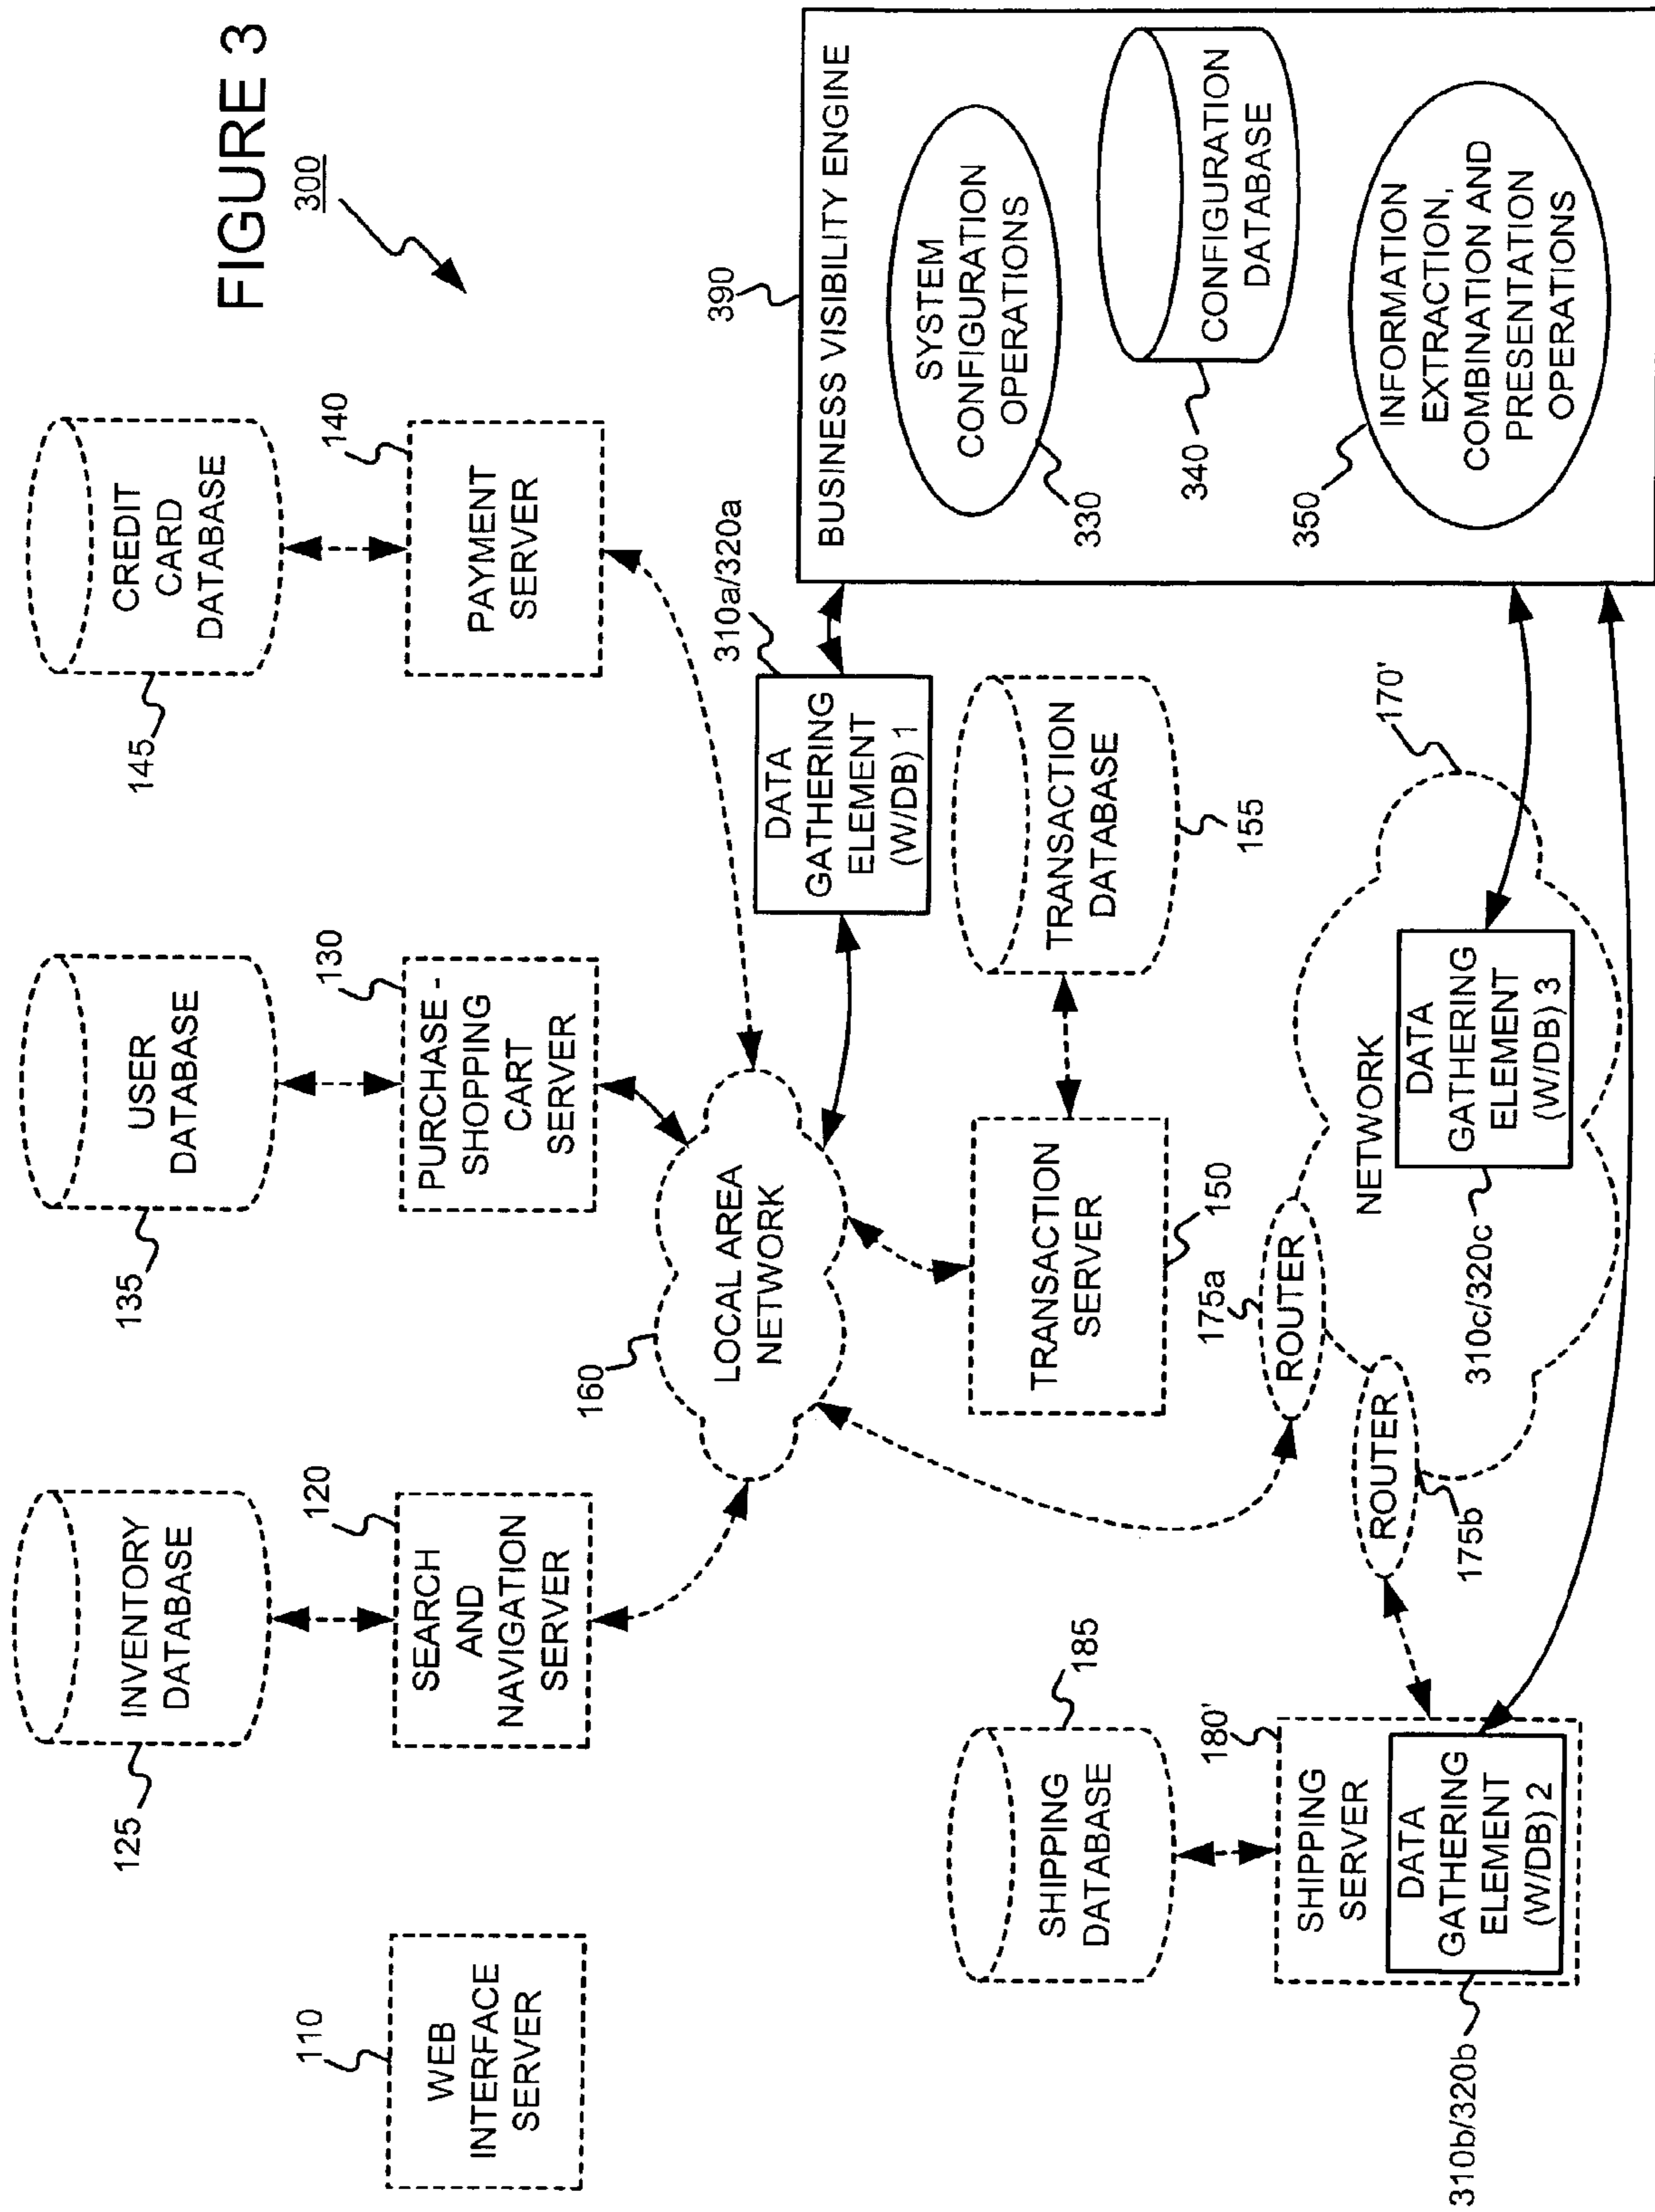 FIGURE 3
300
110
WEB
INTERFACE
SERVER
125
INVENTORY
DATABASE
120
SEARCH
AND
NAVIGATION
SERVER
135
USER
DATABASE
130
PURCHASE-
SHOPPING
CART
SERVER
145
CREDIT
CARD
DATABASE
140
PAYMENT
SERVER
160
LOCAL AREA
NETWORK
310a/320a
DATA
GATHERING
ELEMENT
(W/DB) 1
TRANSACTION
SERVER
150
TRANSACTION
DATABASE
155
185
SHIPPING
DATABASE
180'
SHIPPING
SERVER
DATA
GATHERING
ELEMENT
(W/DB) 2
310b/320b
175a
ROUTER
ROUTER
175b
170'
NETWORK
DATA
GATHERING
ELEMENT
(W/DB) 3
310c/320c
390
BUSINESS VISIBILITY ENGINE
SYSTEM
CONFIGURATION
OPERATIONS
330
CONFIGURATION
DATABASE
340
INFORMATION
EXTRACTION,
COMBINATION AND
PRESENTATION
OPERATIONS
350